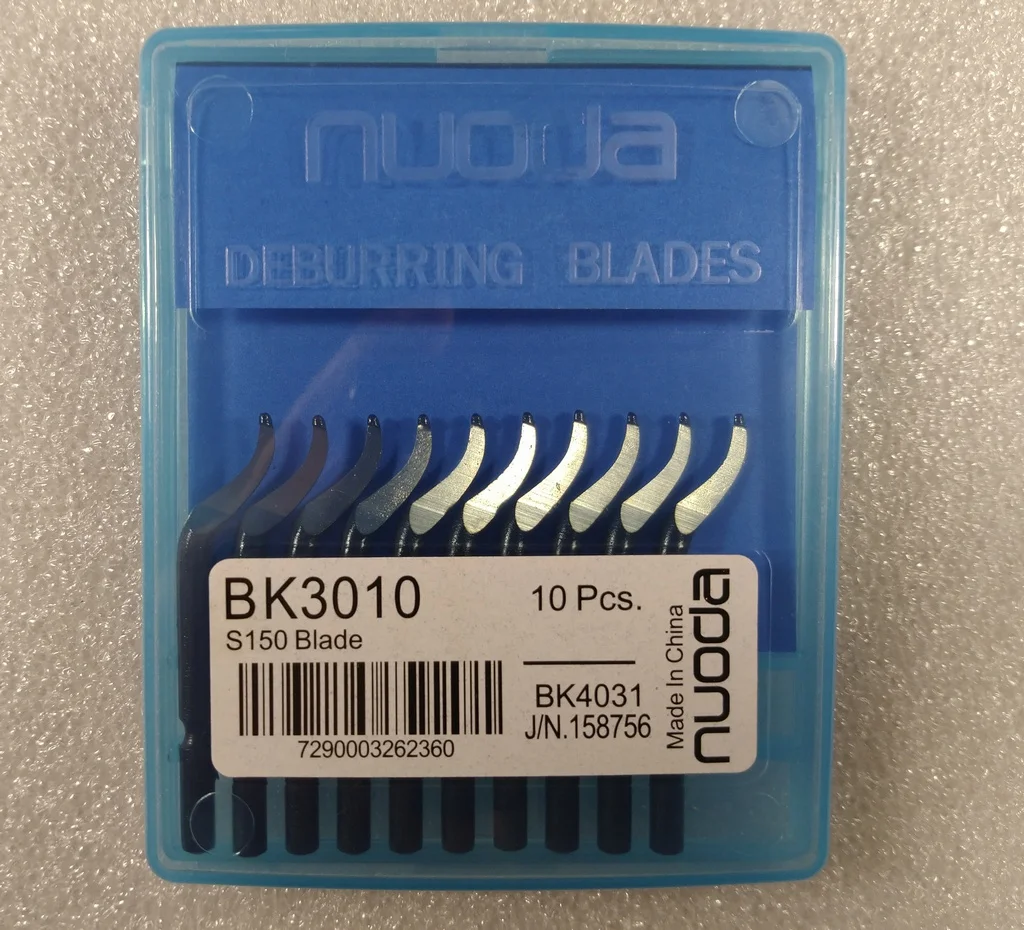 nuoda
DEBURRING BLADES
BK3010
10 Pcs.
S150 Blade
BK4031
J/N.158756
7290003262360
Made In China
nuoda